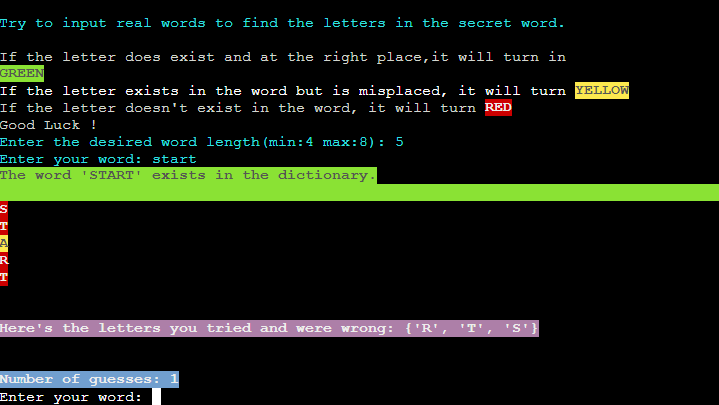 Try to input real words to find the letters in the secret word.
If the letter does exist and at the right place,it will turn in
GREEN
If the letter exists in the word but is misplaced, it will turn YELLOW
If the letter doesn't exist in the word, it will turn RED
Good Luck !
Enter the desired word length(min:4 max:8): 5
Enter your word: start
The word 'START' exists in the dictionary.
S
T
A
R
T
Here's the letters you tried and were wrong: {'R', 'T', 'S'}
Number of guesses: 1
Enter your word: